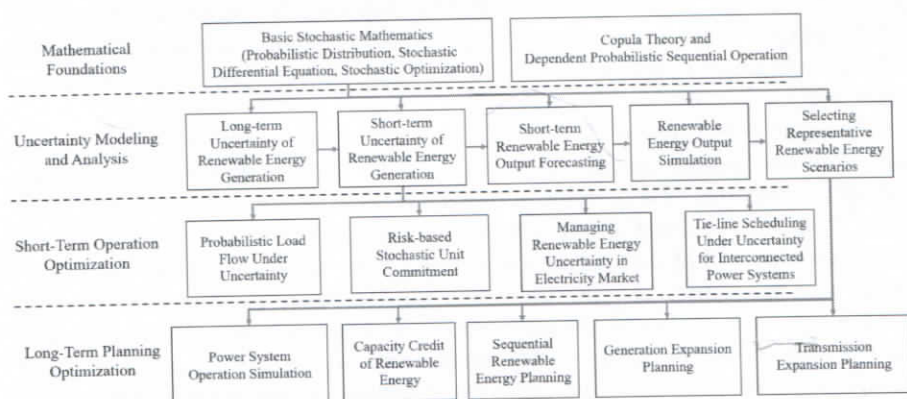 Mathematical
Foundations
Basic Stochastic Mathematics
(Probabilistic Distribution, Stochastic
Differential Equation, Stochastic Optimization)
Copula Theory and
Dependent Probabilistic Sequential Operation
Uncertainty Modeling
and Analysis
Long-term
Uncertainty of
Renewable Energy
Generation
Short-term
Uncertainty of
Renewable Energy
Generation
Short-term
Renewable Energy
Output Forecasting
Renewable
Energy Output
Simulation
Selecting
Representative
Renewable Energy
Scenarios
Short-Term Operation
Optimization
Probabilistic Load
Flow Under
Uncertainty
Risk-based
Stochastic Unit
Commitment
Managing
Renewable Energy
Uncertainty in
Electricity Market
Tie-line Scheduling
Under Uncertainty
for Interconnected
Power Systems
Long-Term Planning
Optimization
Power System
Operation Simulation
Capacity Credit
of Renewable
Energy
Sequential
Renewable
Energy Planning
Generation Expansion
Planning
Transmission
Expansion Planning